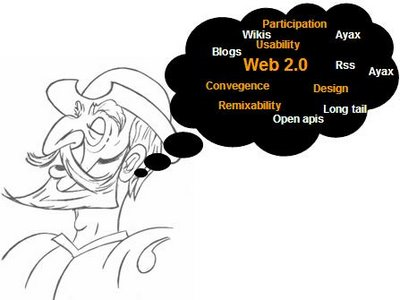 Participation
Wikis
Ayax
Usability
Blogs
Web 2.0
Rss
Ayax
Convegence
Design
Remixability
Long tail
Open apis